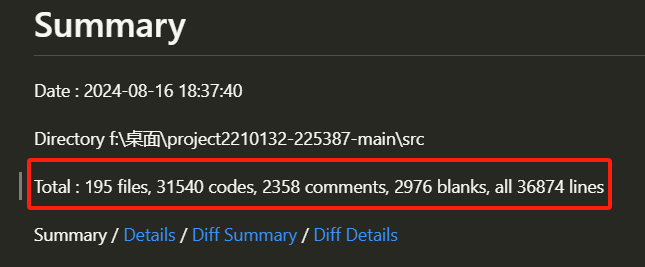 Summary
Date : 2024-08-16 18:37:40
Directory f:\桌面\project2210132-225387-main\src
Total : 195 files, 31540 codes, 2358 comments, 2976 blanks, all 36874 lines
Summary / Details / Diff Summary / Diff Details